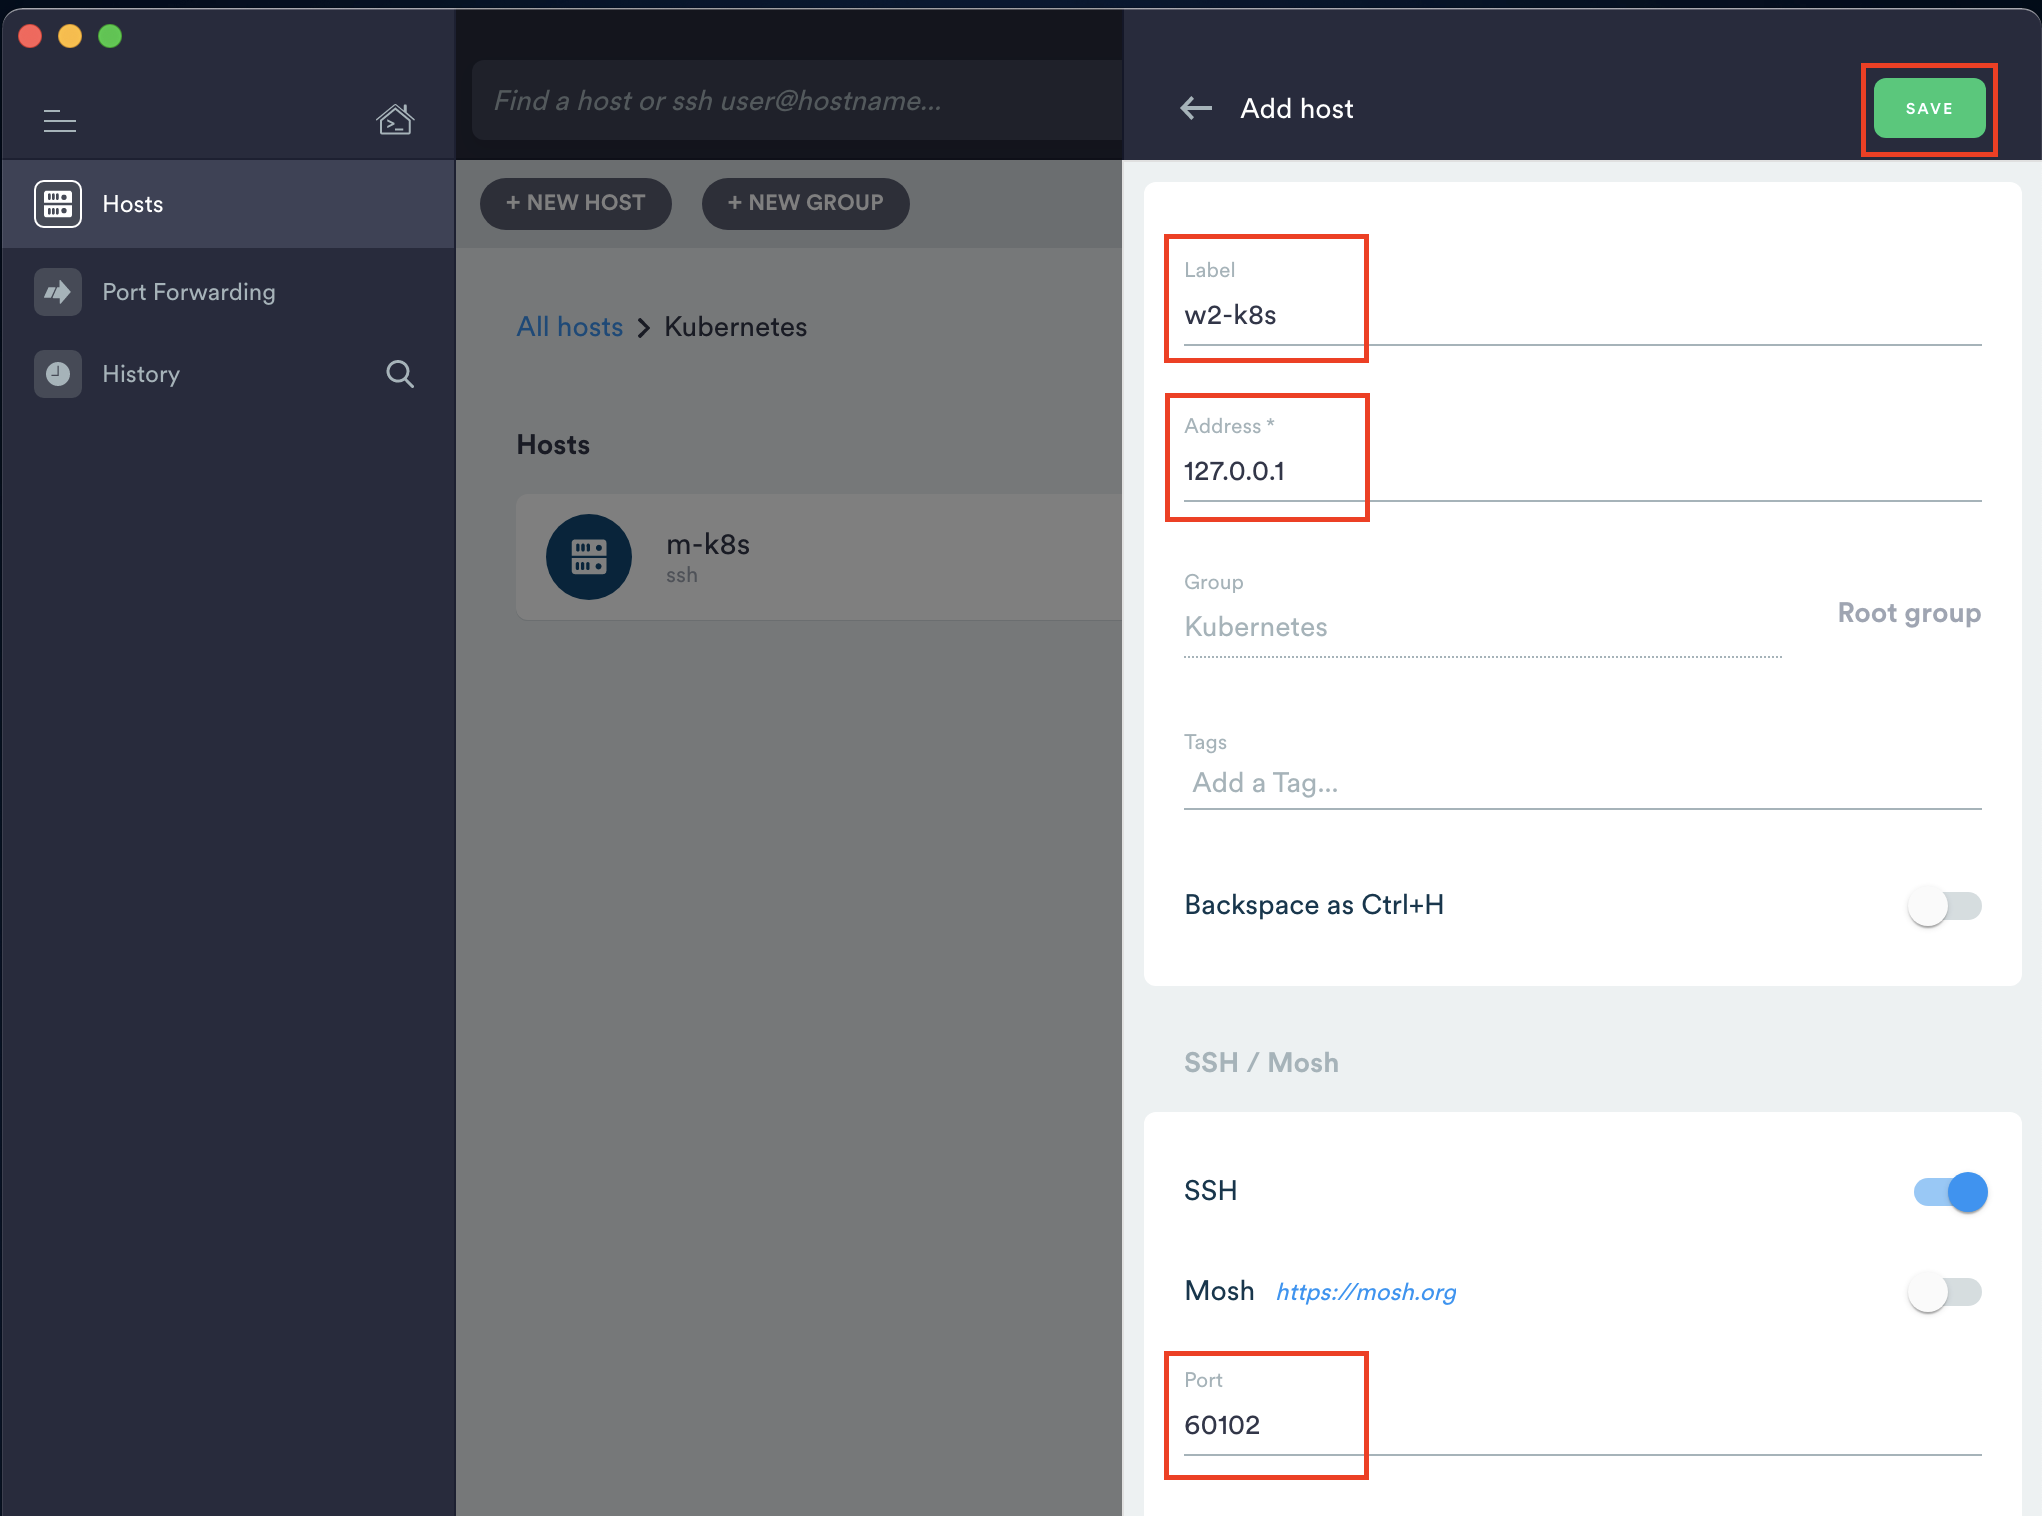 Hosts
Port Forwarding
History
Find a host or ssh user@hostname...
+ NEW HOST
+ NEW GROUP
All hosts > Kubernetes
Hosts
m-k8s
ssh
Add host
SAVE
Label
w2-k8s
Address *
127.0.0.1
Group
Kubernetes
Root group
Tags
Add a Tag...
Backspace as Ctrl+H
SSH / Mosh
SSH
Mosh https://mosh.org
Port
60102